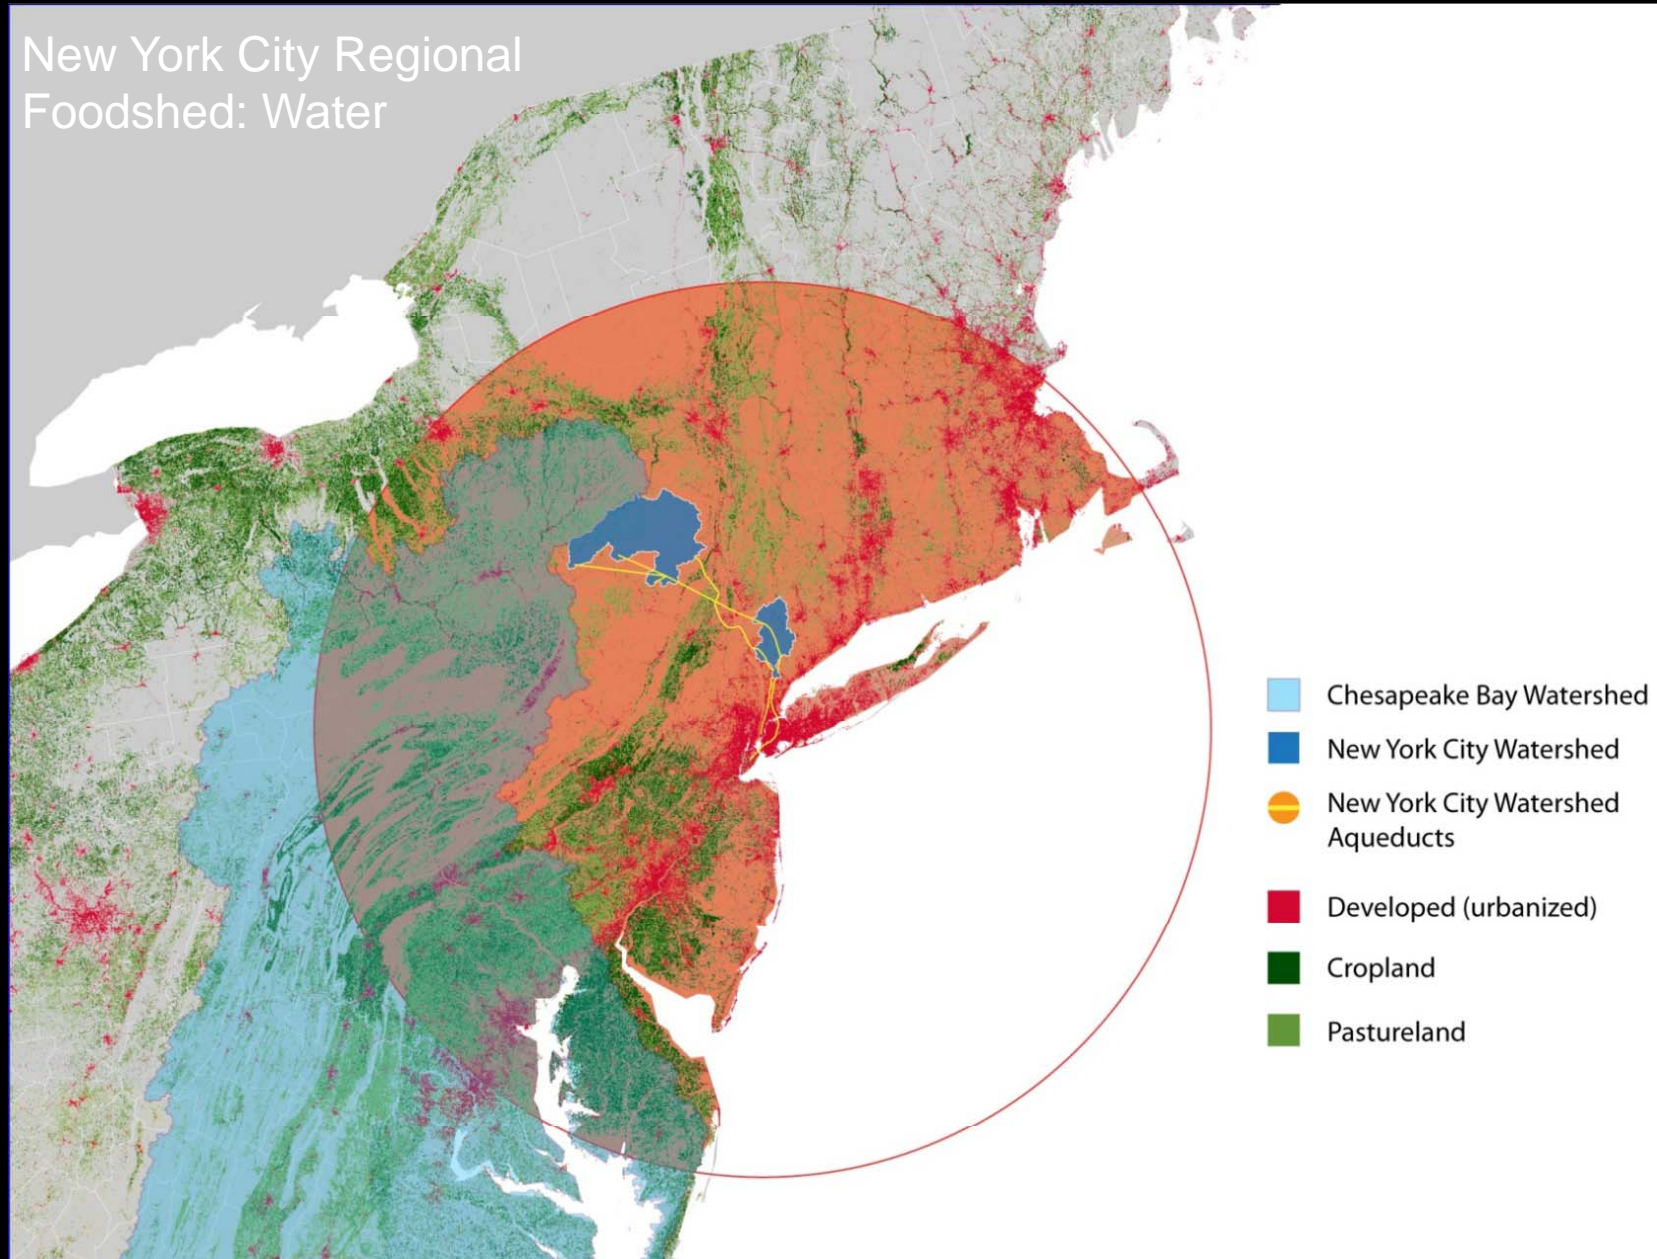 New York City Regional
Foodshed: Water
Chesapeake Bay Watershed
New York City Watershed
New York City Watershed
Aqueducts
Developed (urbanized)
Cropland
Pastureland